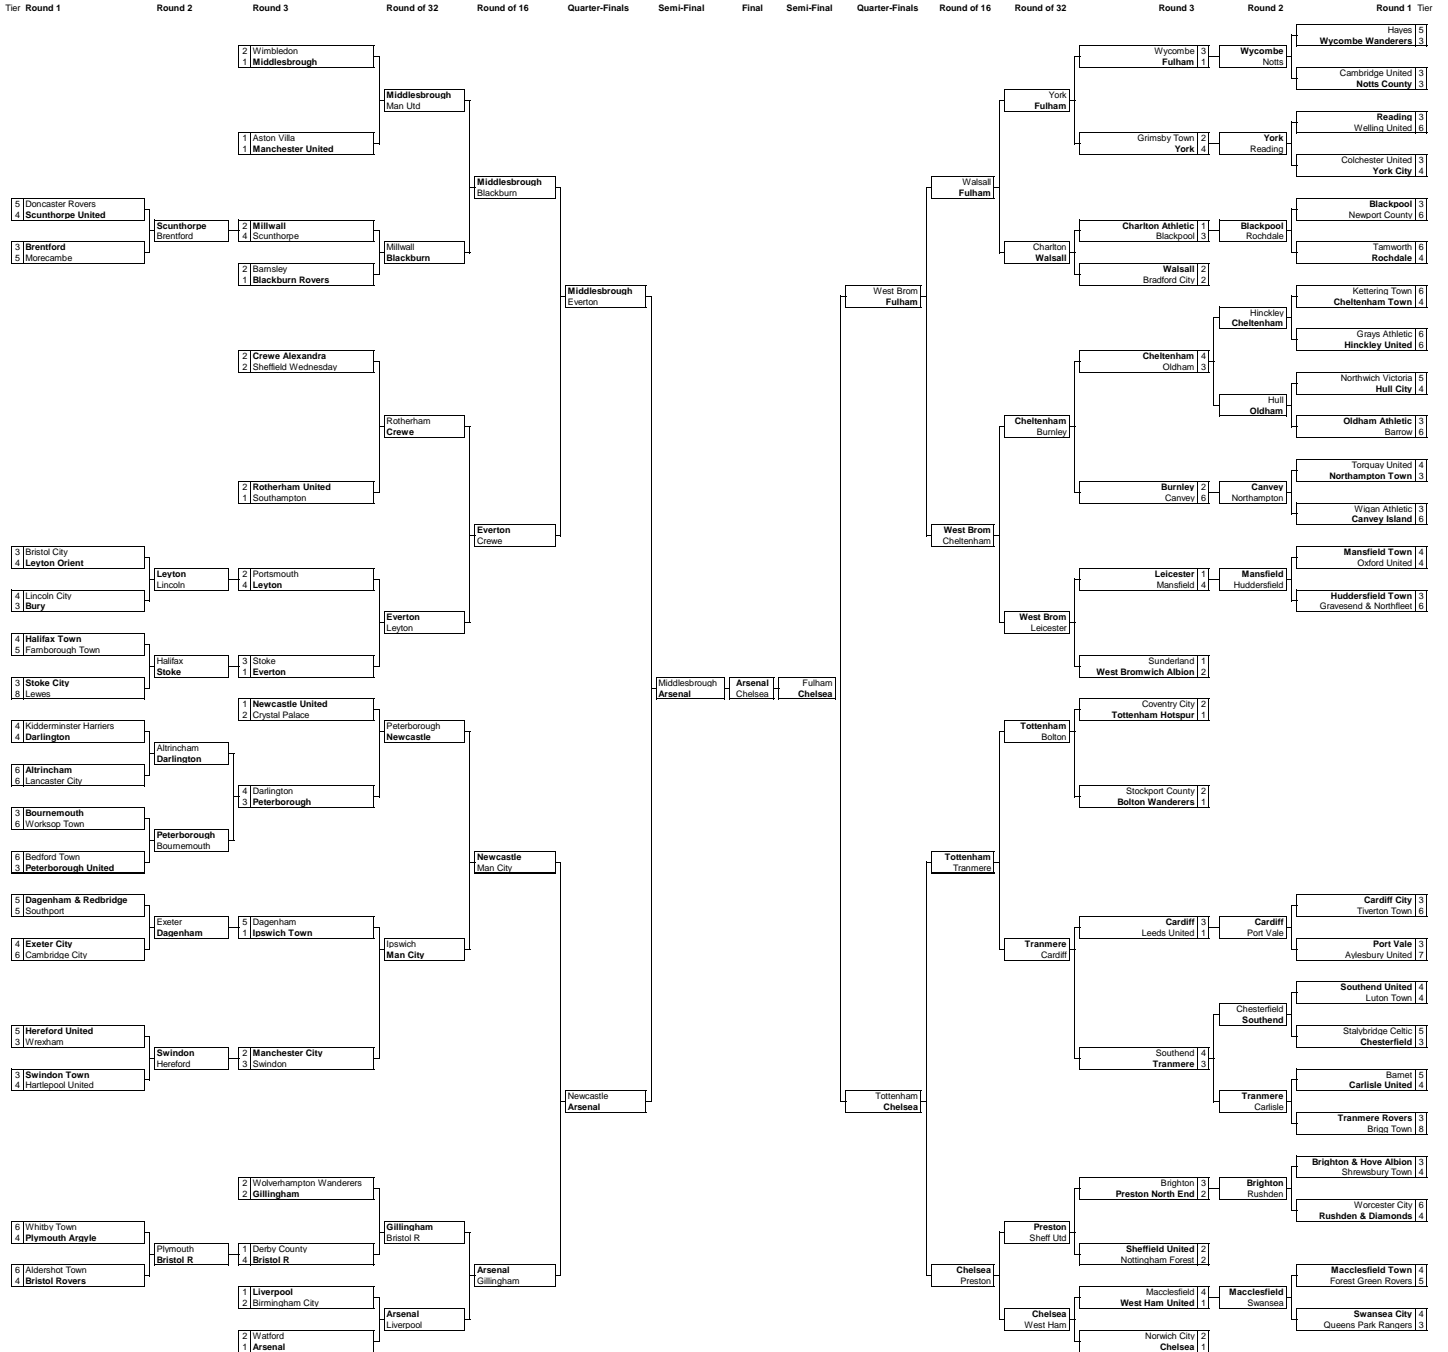 Tier Round 1 Round 2 Round 3 Round of 32 Round of 16 Quarter-Finals Semi-Final Final Semi-Final Quarter-Finals Round of 16 Round of 32 Round 3 Round 2 Round 1 Tier
Hayes 5
Wycombe Wanderers 3
2 Wimbledon Wycombe 3 Wycombe
1 Middlesbrough Fulham 1 Notts
Cambridge United 3
Notts County 3
Middlesbrough York
Man Utd Fulham
Reading 3
Welling United 6
1 Aston Villa Grimsby Town 2 York
1 Manchester United York 4 Reading
Colchester United 3
York City 4
Middlesbrough Walsall
Blackburn Fulham
5 Doncaster Rovers Blackpool 3
4 Scunthorpe United Newport County 6
Scunthorpe 2 Millwall Charlton Athletic 1 Blackpool
Brentford 4 Scunthorpe Blackpool 3 Rochdale
3 Brentford Millwall Charlton Tamworth 6
5 Morecambe Blackburn Walsall Rochdale 4
2 Barnsley Walsall 2
1 Blackburn Rovers Bradford City 2
Middlesbrough West Brom Kettering Town 6
Everton Fulham Cheltenham Town 4
Hinckley
Cheltenham
Grays Athletic 6
Hinckley United 6
2 Crewe Alexandra Cheltenham 4
2 Sheffield Wednesday Oldham 3
Northwich Victoria 5
Hull City 4
Hull
Oldham
Rotherham Cheltenham Oldham Athletic 3
Crewe Burnley Barrow 6
Torquay United 4
Northampton Town 3
2 Rotherham United Burnley 2 Canvey
1 Southampton Canvey 6 Northampton
Wigan Athletic 3
Canvey Island 6
Everton West Brom
Crewe Cheltenham
3 Bristol City Mansfield Town 4
4 Leyton Orient Oxford United 4
Leyton 2 Portsmouth Leicester 1 Mansfield
Lincoln 4 Leyton Mansfield 4 Huddersfield
4 Lincoln City Huddersfield Town 3
3 Bury Gravesend & Northfleet 6
Everton West Brom
Leyton Leicester
4 Halifax Town
5 Farnborough Town
Halifax 3 Stoke Sunderland 1
Stoke 1 Everton West Bromwich Albion 2
3 Stoke City Middlesbrough Arsenal Fulham
8 Lewes Arsenal Chelsea Chelsea
1 Newcastle United Coventry City 2
2 Crystal Palace Tottenham Hotspur 1
4 Kidderminster Harriers Peterborough Tottenham
4 Darlington Newcastle Bolton
Altrincham
Darlington
6 Altrincham
6 Lancaster City
4 Darlington Stockport County 2
3 Peterborough Bolton Wanderers 1
3 Bournemouth
6 Worksop Town
Peterborough
Bournemouth
6 Bedford Town Newcastle Tottenham
3 Peterborough United Man City Tranmere
5 Dagenham & Redbridge Cardiff City 3
5 Southport Tiverton Town 6
Exeter 5 Dagenham Cardiff 3 Cardiff
Dagenham 1 Ipswich Town Leeds United 1 Port Vale
4 Exeter City Ipswich Tranmere Port Vale 3
6 Cambridge City Man City Cardiff Aylesbury United 7
Southend United 4
Luton Town 4
Chesterfield
Southend
5 Hereford United Stalybridge Celtic 5
3 Wrexham Chesterfield 3
Swindon 2 Manchester City Southend 4
Hereford 3 Swindon Tranmere 3
3 Swindon Town Barnet 5
4 Hartlepool United Carlisle United 4
Newcastle Tottenham Tranmere
Arsenal Chelsea Carlisle
Tranmere Rovers 3
Brigg Town 8
Brighton & Hove Albion 3
Shrewsbury Town 4
2 Wolverhampton Wanderers Brighton 3 Brighton
2 Gillingham Preston North End 2 Rushden
Worcester City 6
Rushden & Diamonds 4
6 Whitby Town Gillingham Preston
4 Plymouth Argyle Bristol R Sheff Utd
Plymouth 1 Derby County Sheffield United 2
Bristol R 4 Bristol R Nottingham Forest 2
6 Aldershot Town Arsenal Chelsea Macclesfield Town 4
4 Bristol Rovers Gillingham Preston Forest Green Rovers 5
1 Liverpool Macclesfield 4 Macclesfield
2 Birmingham City West Ham United 1 Swansea
Arsenal Chelsea Swansea City 4
Liverpool West Ham Queens Park Rangers 3
2 Watford Norwich City 2
1 Arsenal Chelsea 1